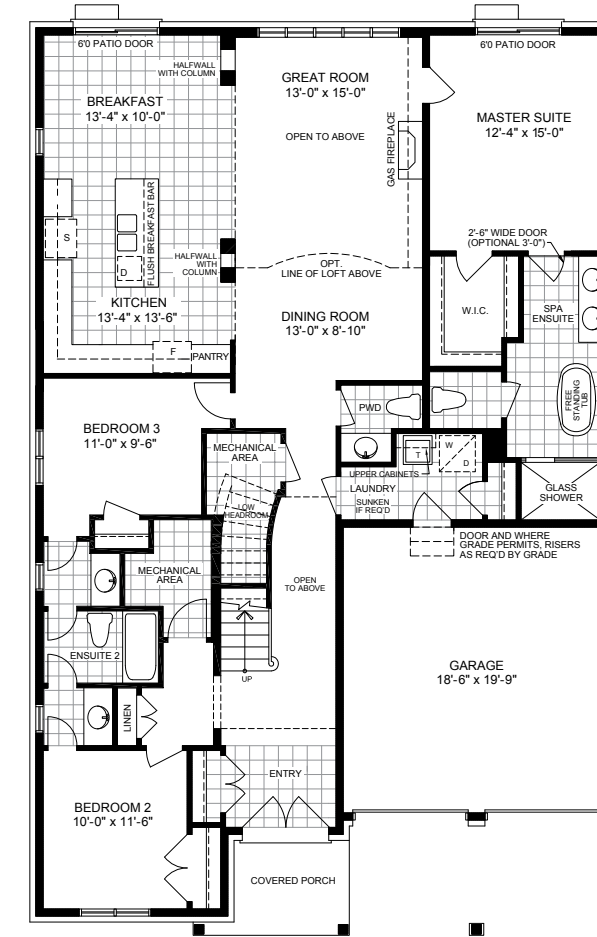 6'0 PATIO DOOR
6'0 PATIO DOOR
HALFWALL
WITH COLUMN
BREAKFAST
13'-4" x 10'-0"
GREAT ROOM
13'-0" x 15'-0"
OPEN TO ABOVE
GAS FIREPLACE
MASTER SUITE
12'-4" x 15'-0"
S
D
FLUSH BREAKFAST BAR
HALFWALL
WITH
COLUMN
KITCHEN
13'-4" x 13'-6"
F
PANTRY
OPT.
LINE OF LOFT ABOVE
DINING ROOM
13'-0" x 8'-10"
2'-6" WIDE DOOR
(OPTIONAL 3'-0")
W.I.C.
SPA
ENSUITE
FREE
STANDING
TUB
BEDROOM 3
11'-0" x 9'-6"
PWD
MECHANICAL
AREA
LOW
HEADROOM
W
T
D
UPPER CABINETS
LAUNDRY
SUNKEN
IF REQ'D
GLASS
SHOWER
DOOR AND WHERE
GRADE PERMITS, RISERS
AS REQ'D BY GRADE
MECHANICAL
AREA
OPEN
TO ABOVE
ENSUITE 2
UP
GARAGE
18'-6" x 19'-9"
LINEN
ENTRY
BEDROOM 2
10'-0" x 11'-6"
COVERED PORCH